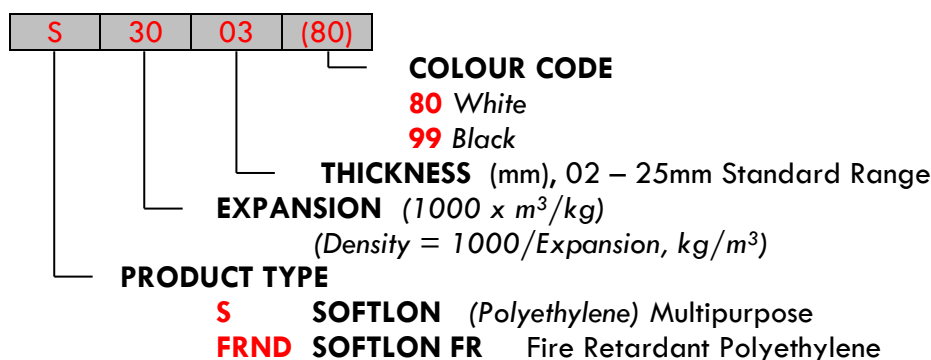 S 30 03 (80)
COLOUR CODE
80 White
99 Black
THICKNESS (mm), 02 – 25mm Standard Range
EXPANSION (1000 x m³/kg)
(Density = 1000/Expansion, kg/m³)
PRODUCT TYPE
S SOFTLON (Polyethylene) Multipurpose
FRND SOFTLON FR Fire Retardant Polyethylene